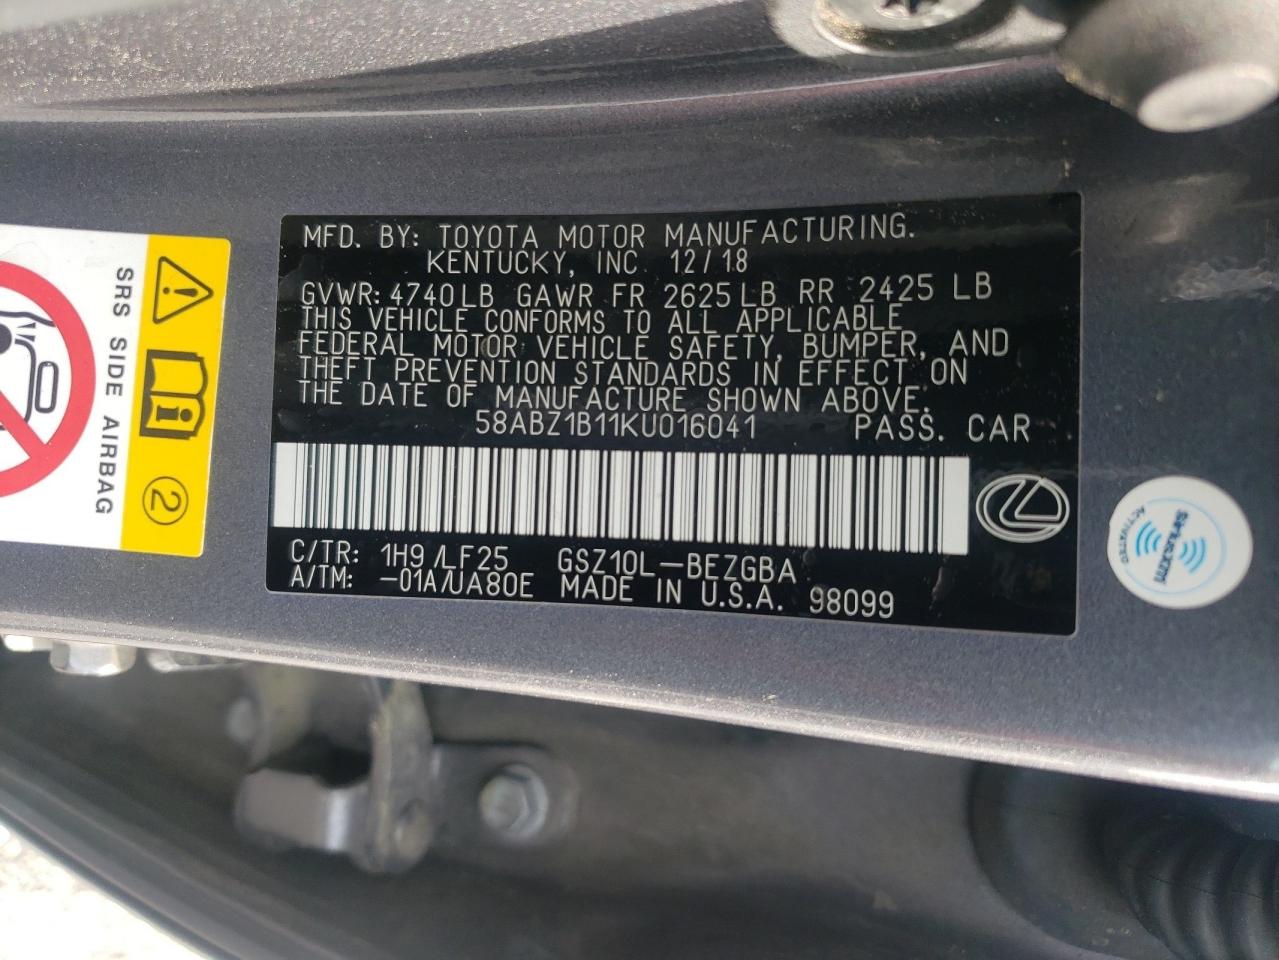 MFD. BY: TOYOTA MOTOR MANUFACTURING.
KENTUCKY, INC 12/18
GVWR: 4740LB GAWR FR 2625LB RR 2425 LB
THIS VEHICLE CONFORMS TO ALL APPLICABLE
FEDERAL MOTOR VEHICLE SAFETY, BUMPER, AND
THEFT PREVENTION STANDARDS IN EFFECT ON
THE DATE OF MANUFACTURE SHOWN ABOVE.
58ABZ1B11KU016041 PASS. CAR
C/TR: 1H9/LF25 GSZ10L-BEZGBA
A/TM: -01A/UA80E MADE IN U.S.A. 98099
SRS SIDE AIRBAG
2
siriusxm
ACTIVATED